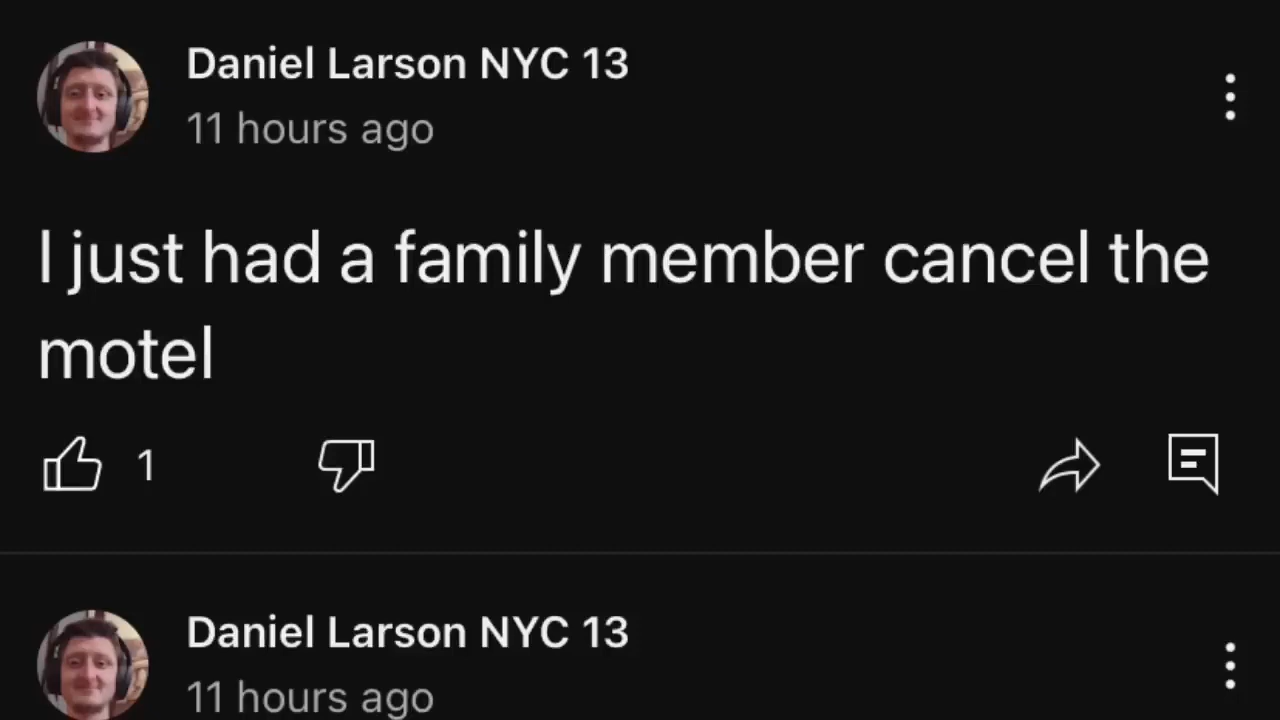 Daniel Larson NYC 13
11 hours ago
I just had a family member cancel the
motel
1
Daniel Larson NYC 13
11 hours ago